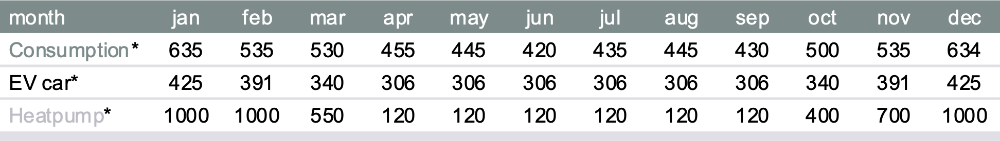 month jan feb mar apr may jun jul aug sep oct nov dec
Consumption* 635 535 530 455 445 420 435 445 430 500 535 634
EV car* 425 391 340 306 306 306 306 306 306 340 391 425
Heatpump* 1000 1000 550 120 120 120 120 120 120 400 700 1000